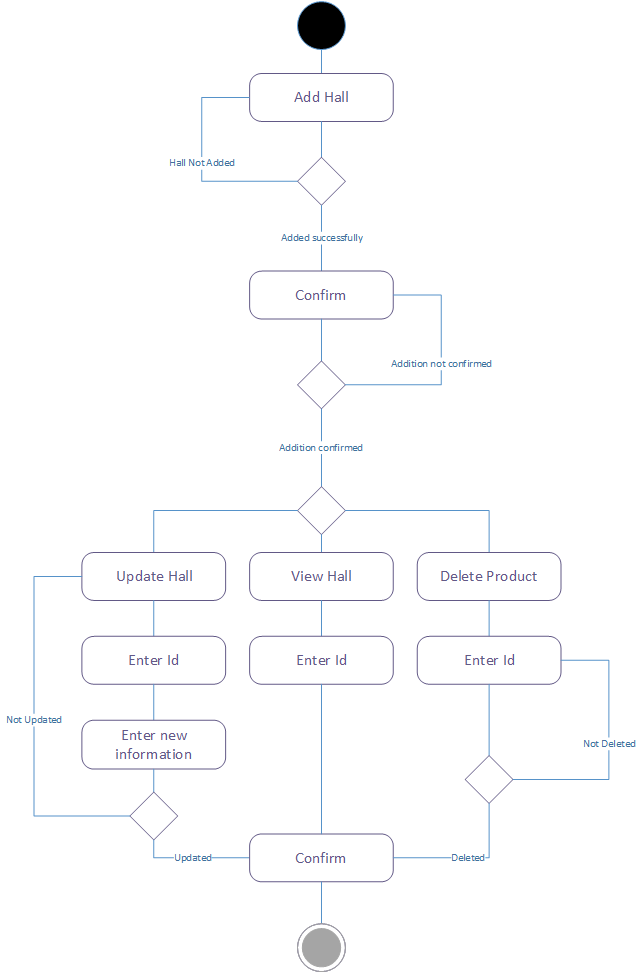 Add Hall
Hall Not Added
Added successfully
Confirm
Addition not confirmed
Addition confirmed
Update Hall
View Hall
Delete Product
Enter Id
Enter Id
Enter Id
Not Updated
Enter new
information
Not Deleted
Updated
Confirm
Deleted